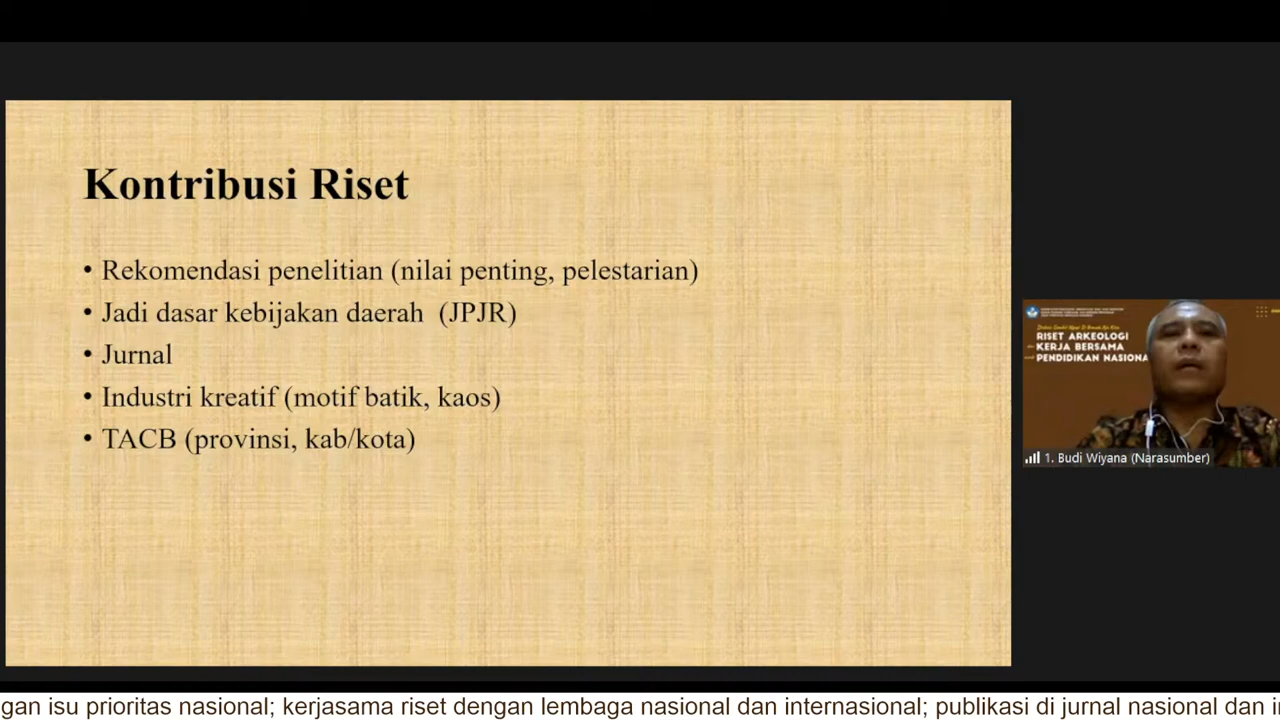 Kontribusi Riset
• Rekomendasi penelitian (nilai penting, pelestarian)
• Jadi dasar kebijakan daerah (JPJR)
• Jurnal
• Industri kreatif (motif batik, kaos)
• TACB (provinsi, kab/kota)
RISET ARKEOLOGI
KERJA BERSAMA
PENDIDIKAN NASIONA
1. Budi Wiyana (Narasumber)
gan isu prioritas nasional; kerjasama riset dengan lembaga nasional dan internasional; publikasi di jurnal nasional dan i